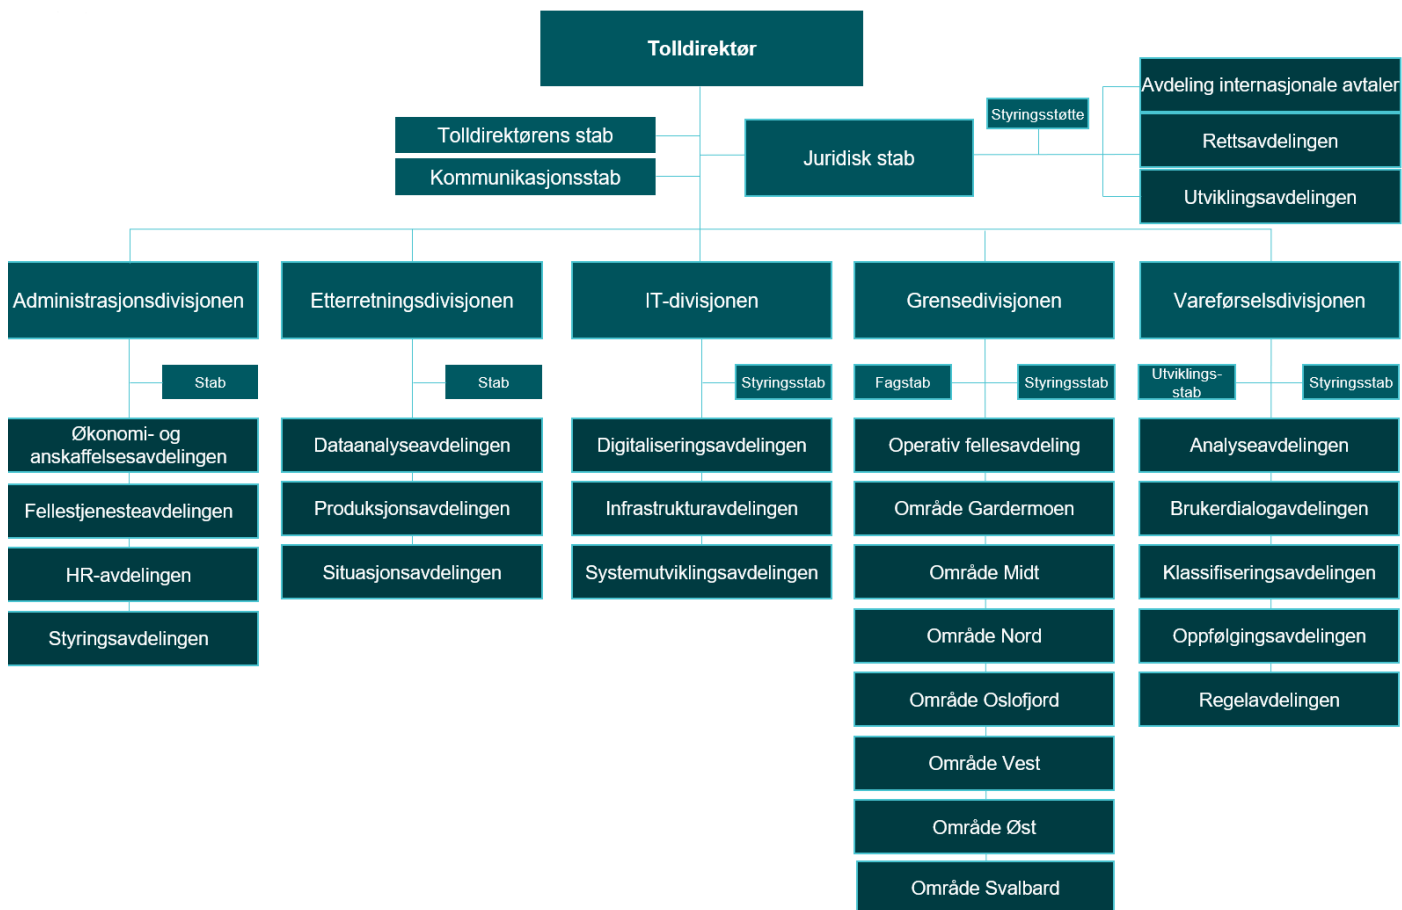 Tolldirektør
Tolldirektørens stab
Kommunikasjonsstab
Juridisk stab
Styringsstøtte
Avdeling internasjonale avtaler
Rettsavdelingen
Utviklingsavdelingen
Administrasjonsdivisjonen
Stab
Økonomi- og
anskaffelsesavdelingen
Fellestjenesteavdelingen
HR-avdelingen
Styringsavdelingen
Etterretningsdivisjonen
Stab
Dataanalyseavdelingen
Produksjonsavdelingen
Situasjonsavdelingen
IT-divisjonen
Styringsstab
Digitaliseringsavdelingen
Infrastrukturavdelingen
Systemutviklingsavdelingen
Grensedivisjonen
Fagstab
Styringsstab
Operativ fellesavdeling
Område Gardermoen
Område Midt
Område Nord
Område Oslofjord
Område Vest
Område Øst
Område Svalbard
Vareførselsdivisjonen
Utviklings-
stab
Styringsstab
Analyseavdelingen
Brukerdialogavdelingen
Klassifiseringsavdelingen
Oppfølgingsavdelingen
Regelavdelingen